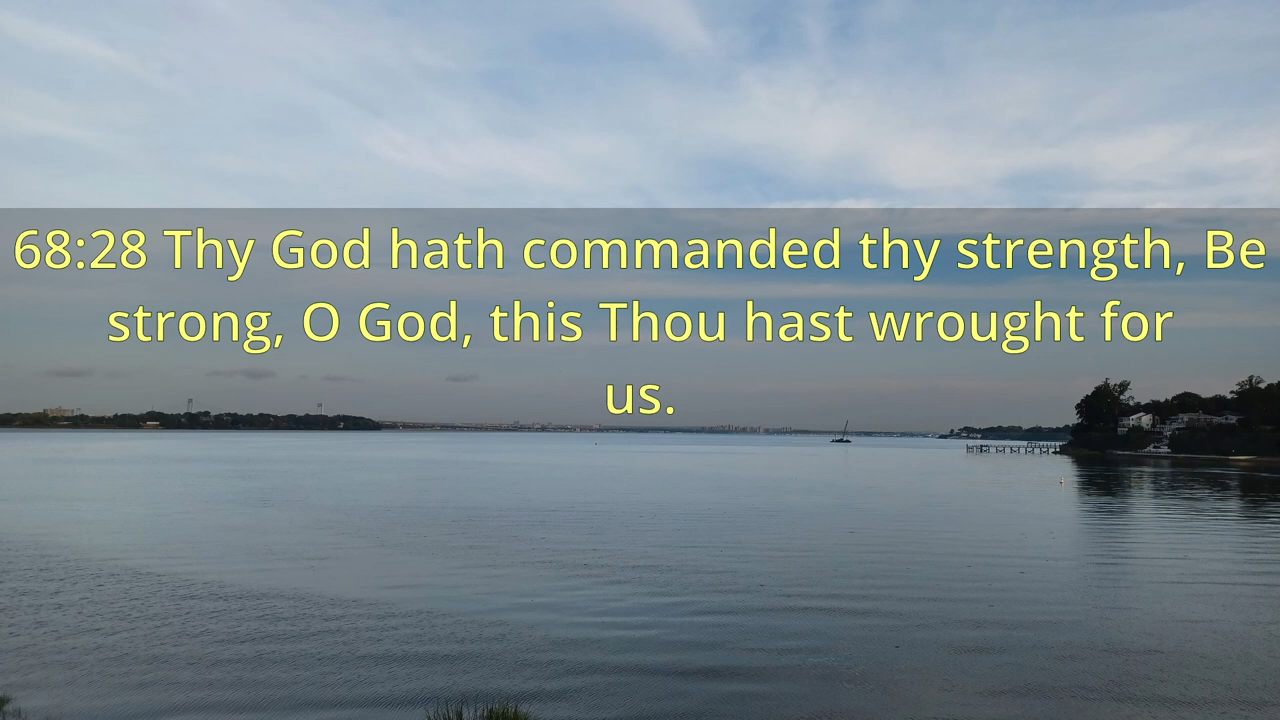 68:28 Thy God hath commanded thy strength, Be
strong, O God, this Thou hast wrought for
us.